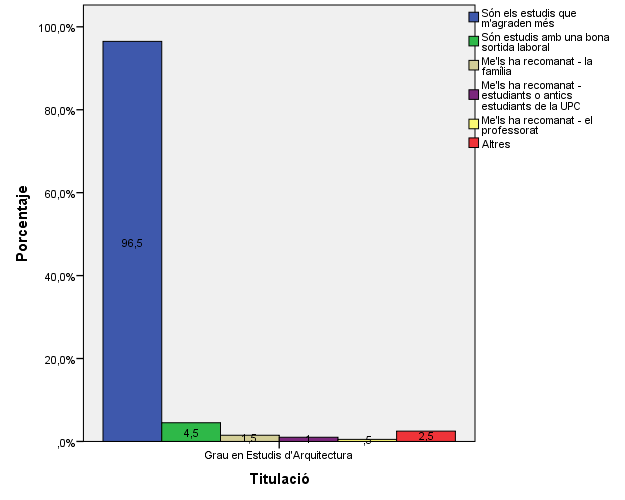 100,0%
80,0%
60,0%
40,0%
20,0%
,0%
Porcentaje
96,5
4,5
1,5
1
,5
2,5
Grau en Estudis d'Arquitectura
Titulació
Són els estudis que
m'agraden més
Són estudis amb una bona
sortida laboral
Me'ls ha recomanat - la
família
Me'ls ha recomanat -
estudiants o antics
estudiants de la UPC
Me'ls ha recomanat - el
professorat
Altres